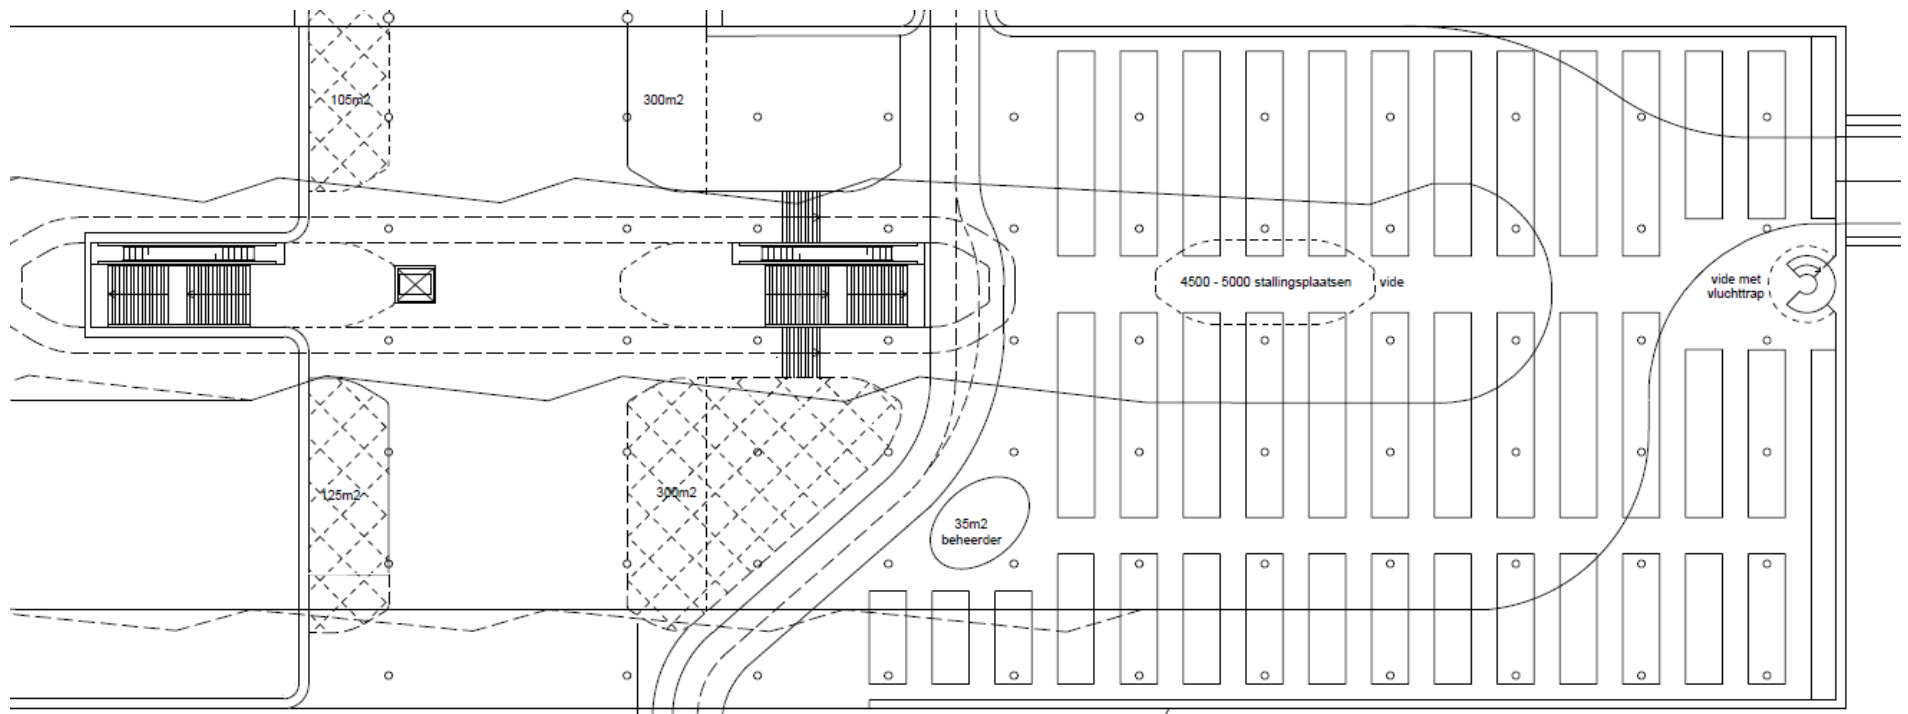 105m2
300m2
4500 - 5000 stallingsplaatsen
vide
vide met
vluchttrap
125m2
300m2
35m2
beheerder